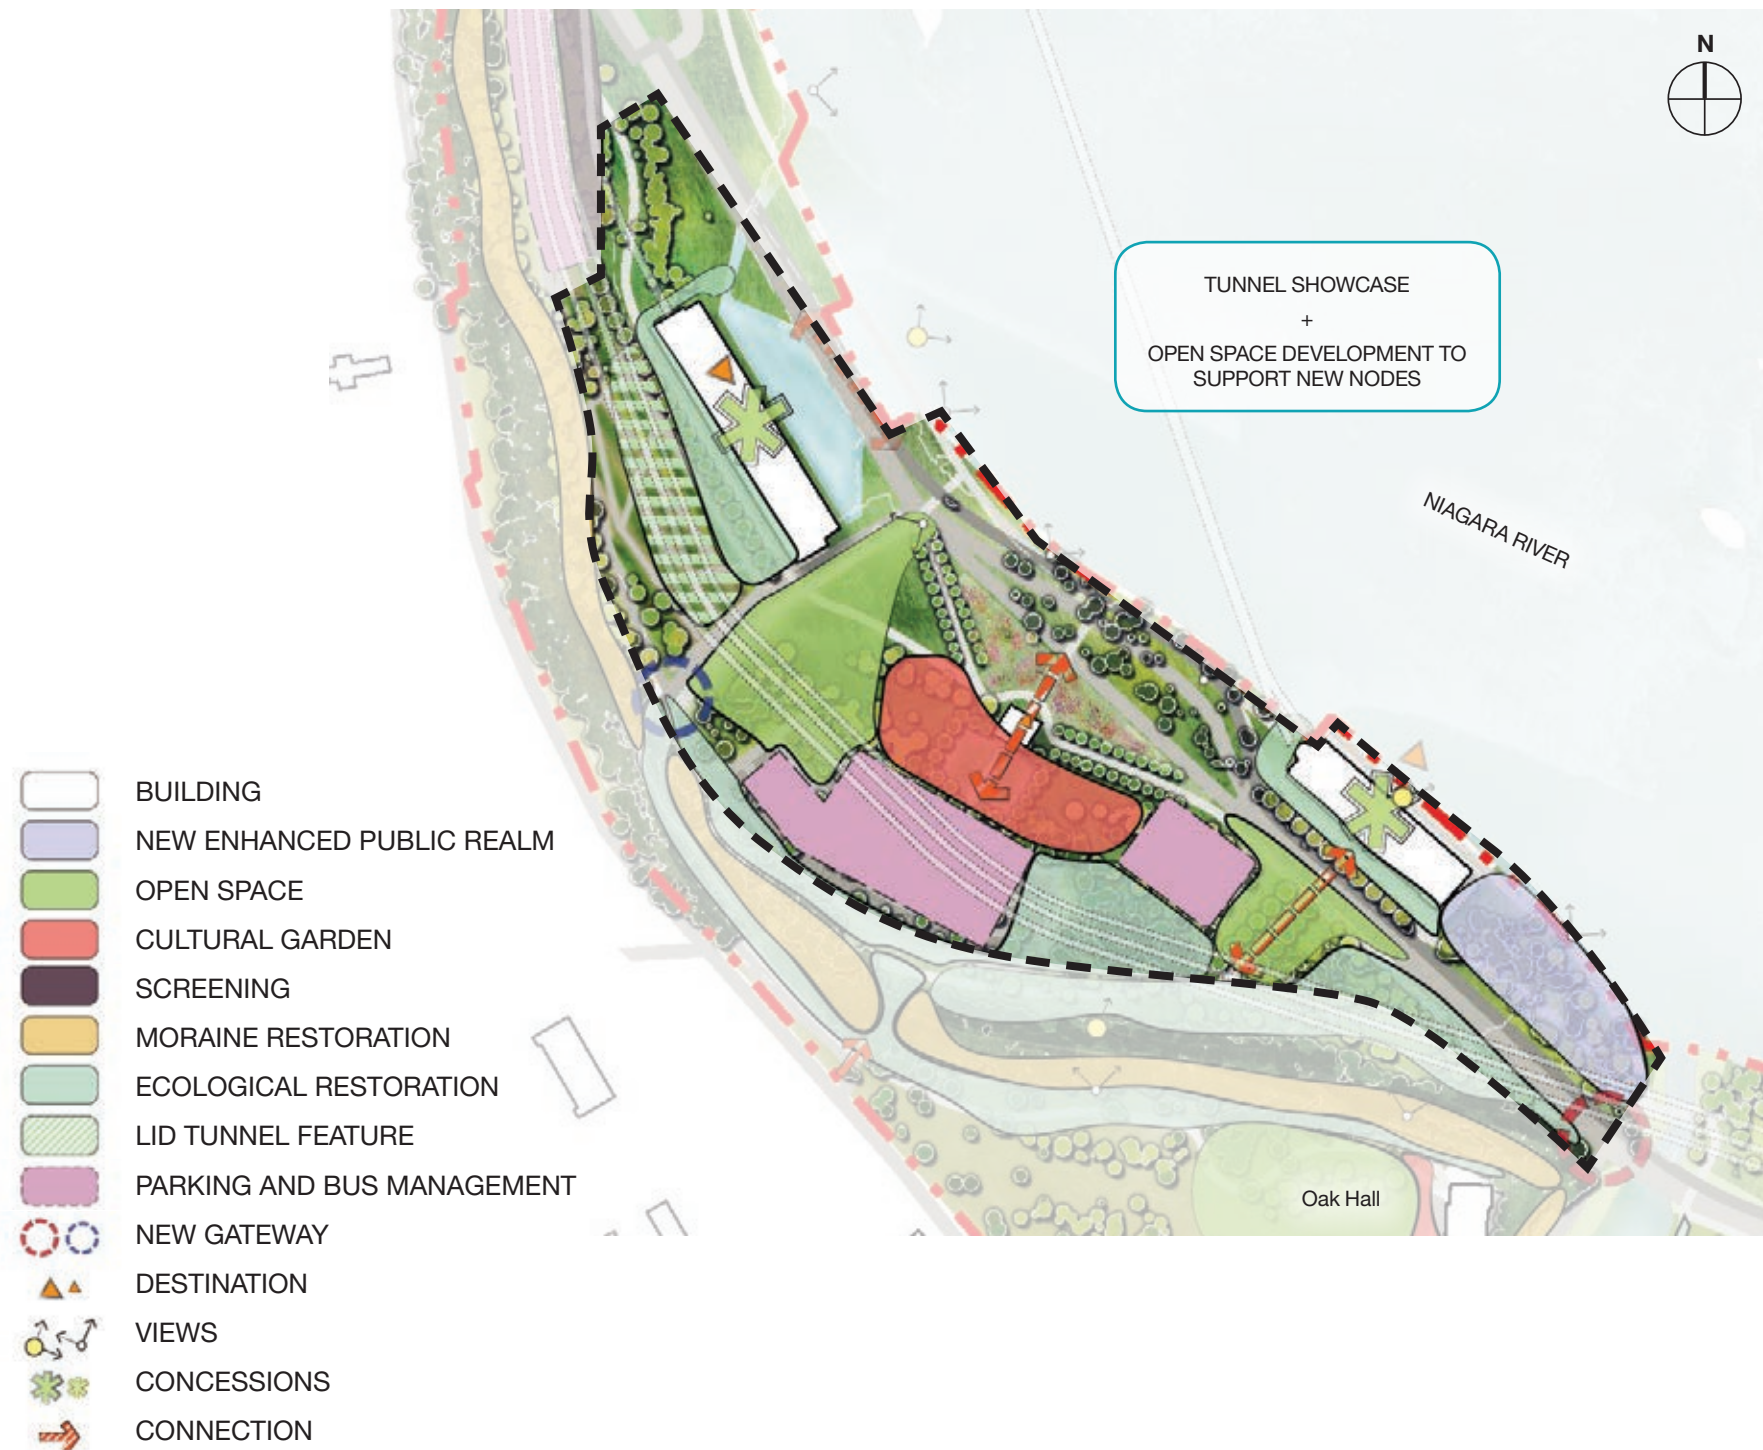 N
TUNNEL SHOWCASE
+
OPEN SPACE DEVELOPMENT TO
SUPPORT NEW NODES
NIAGARA RIVER
BUILDING
NEW ENHANCED PUBLIC REALM
OPEN SPACE
CULTURAL GARDEN
SCREENING
MORAINE RESTORATION
ECOLOGICAL RESTORATION
LID TUNNEL FEATURE
PARKING AND BUS MANAGEMENT
NEW GATEWAY
DESTINATION
VIEWS
CONCESSIONS
CONNECTION
Oak Hall